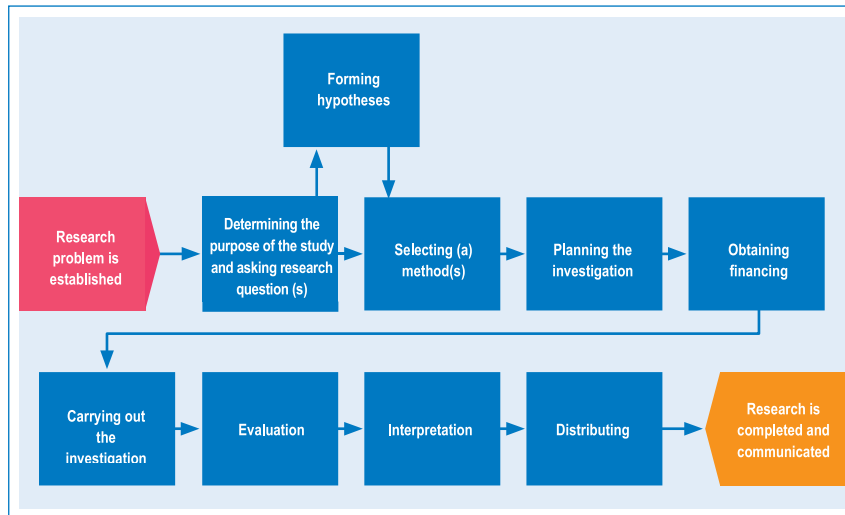 Forming
hypotheses
Research
problem is
established
Determining the
purpose of the study
and asking research
question (s)
Selecting (a)
method(s)
Planning the
investigation
Obtaining
financing
Carrying out
the
investigation
Evaluation
Interpretation
Distributing
Research is
completed and
communicated